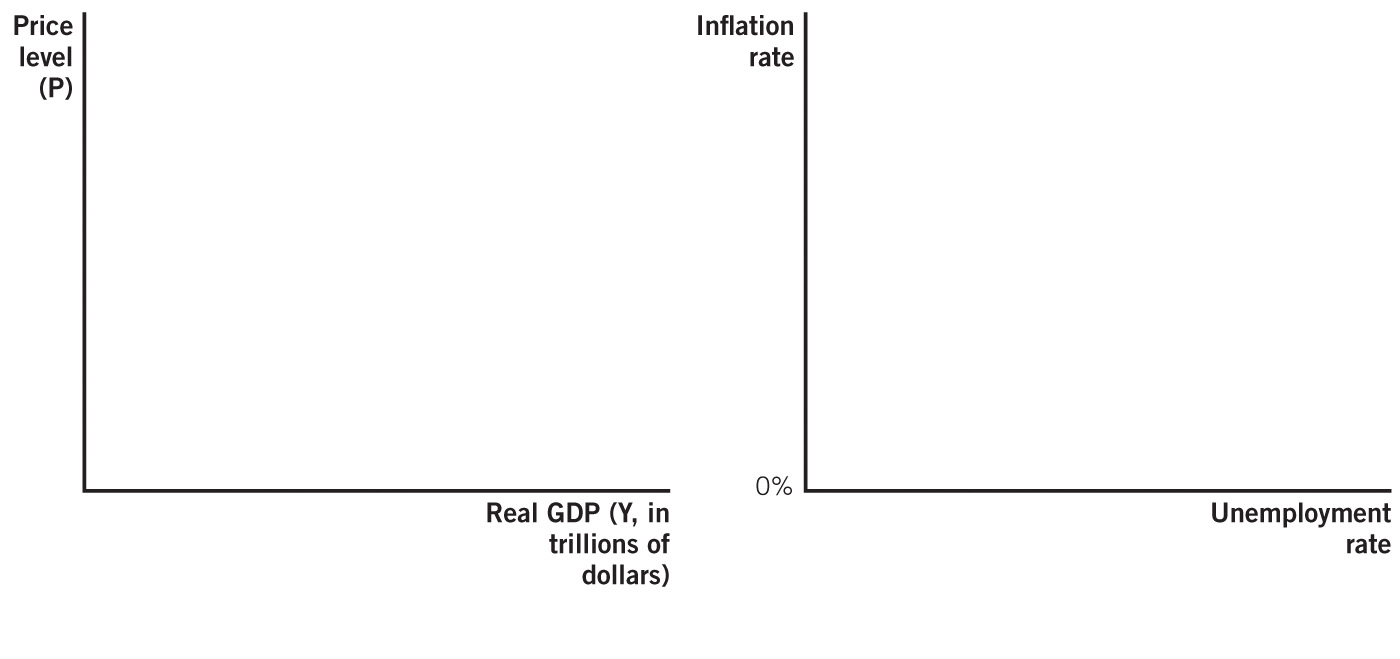 Price
level
(P)
Real GDP (Y, in
trillions of
dollars)
Inflation
rate
0%
Unemployment
rate